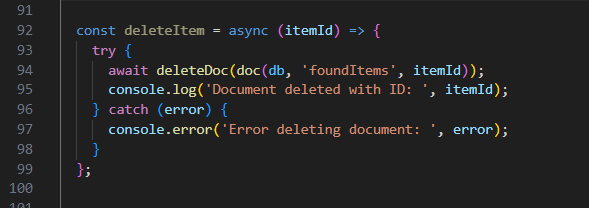 91
92 const deleteItem = async (itemId) => {
93 try {
94 await deleteDoc(doc(db, 'foundItems', itemId));
95 console.log('Document deleted with ID: ', itemId);
96 } catch (error) {
97 console.error('Error deleting document: ', error);
98 }
99 };
100
101